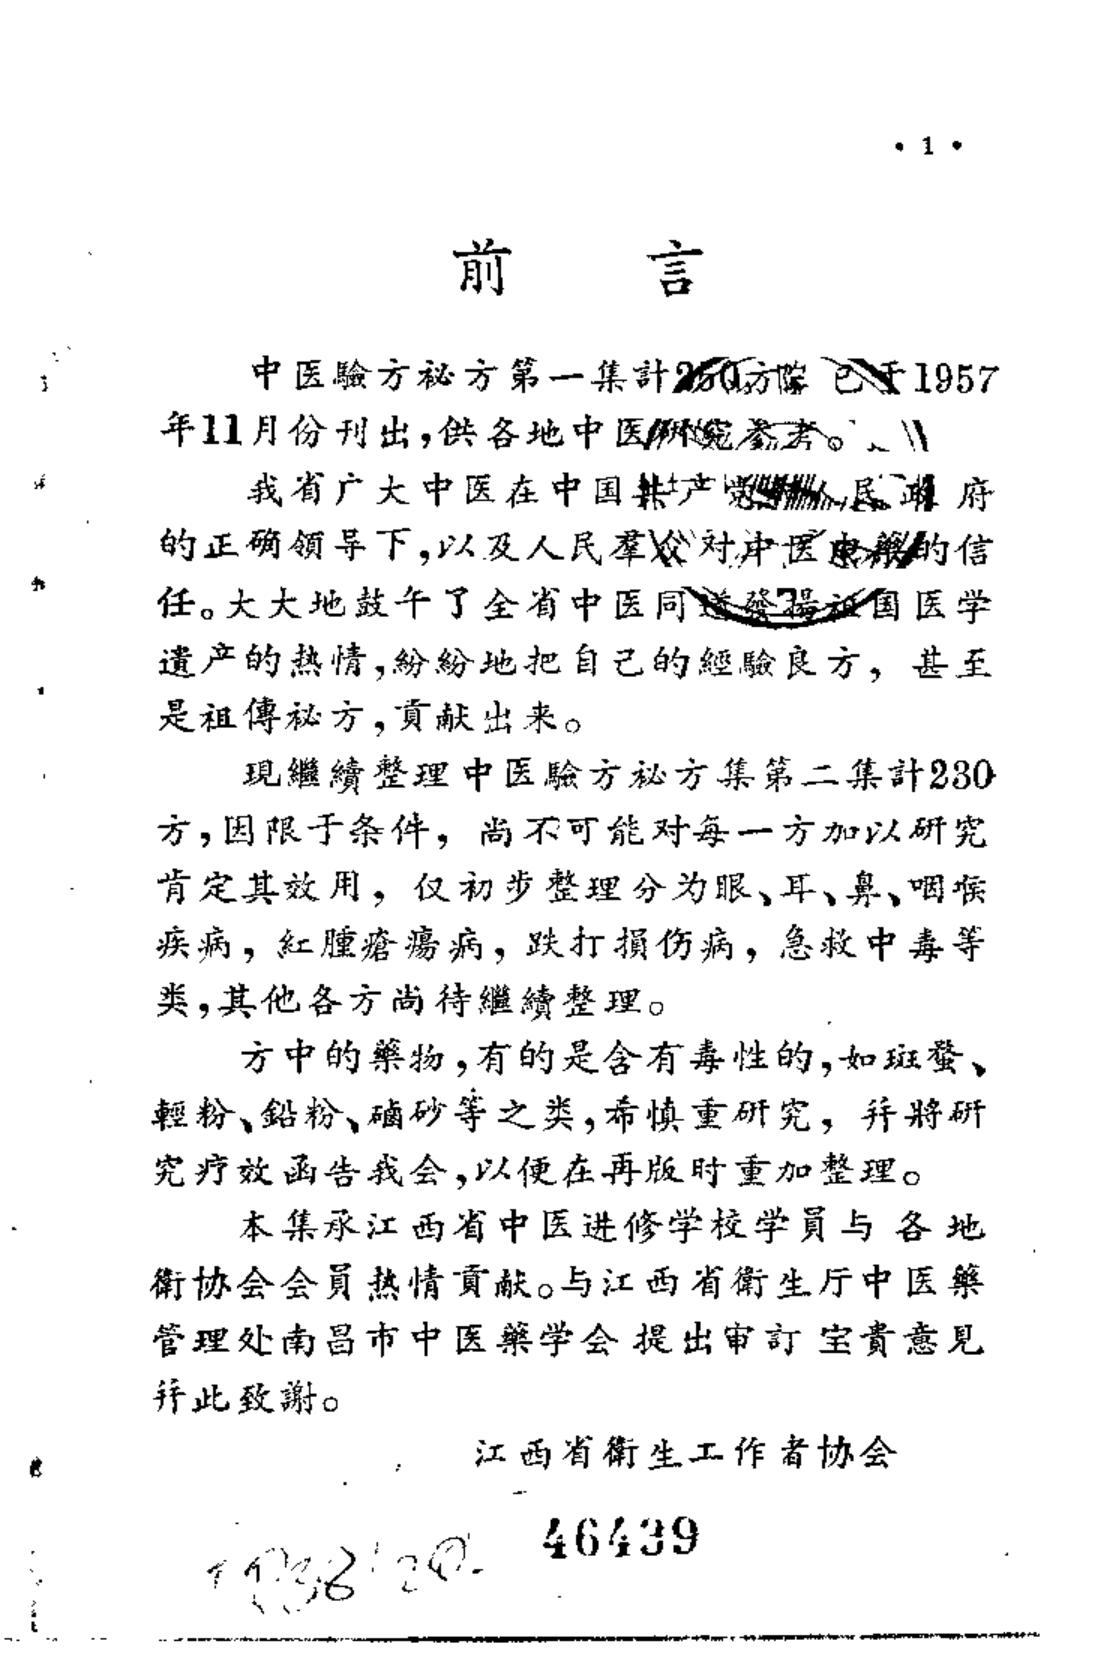 • 1 •
前 言
中医驗方祕方第一集計250方 已于1957
年11月份刊出，供各地中医研究参考。
我省广大中医在中国共产党 人民政府
的正确領导下，以及人民羣众对中医中藥的信
任。大大地鼓午了全省中医同道發揚祖国医学
遺产的热情，紛紛地把自己的經驗良方，甚至
是祖傳祕方，貢献出来。
現繼續整理中医驗方祕方集第二集計230
方，因限于条件，尚不可能对每一方加以研究
肯定其效用，仅初步整理分为眼、耳、鼻、咽喉
疾病，紅腫瘡瘍病，跌打損伤病，急救中毒等
类，其他各方尚待繼續整理。
方中的藥物，有的是含有毒性的，如斑蝥、
輕粉、鉛粉、硇砂等之类，希慎重研究，并將研
究疗效函告我会，以便在再版时重加整理。
本集承江西省中医进修学校学員与各地
衛协会会員热情貢献。与江西省衛生厅中医藥
管理处南昌市中医藥学会提出审訂宝貴意見
并此致謝。
江西省衛生工作者协会
46439